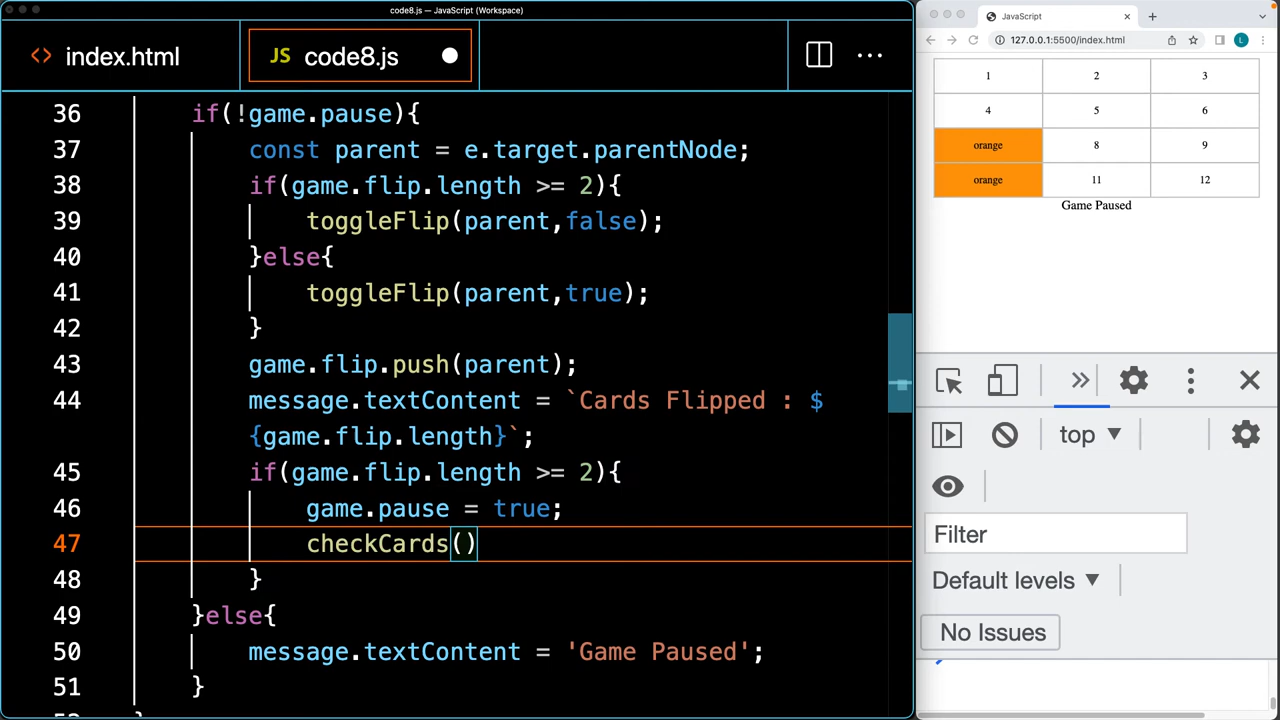 code8.js — JavaScript (Workspace)
index.html
JS code8.js
36 if(!game.pause){
37 const parent = e.target.parentNode;
38 if(game.flip.length >= 2){
39 toggleFlip(parent,false);
40 }else{
41 toggleFlip(parent,true);
42 }
43 game.flip.push(parent);
44 message.textContent = `Cards Flipped : $
{game.flip.length}`;
45 if(game.flip.length >= 2){
46 game.pause = true;
47 checkCards()
48 }
49 }else{
50 message.textContent = 'Game Paused';
51 }
JavaScript
127.0.0.1:5500/index.html
L
1 2 3
4 5 6
orange 8 9
orange 11 12
Game Paused
top
Filter
Default levels
No Issues